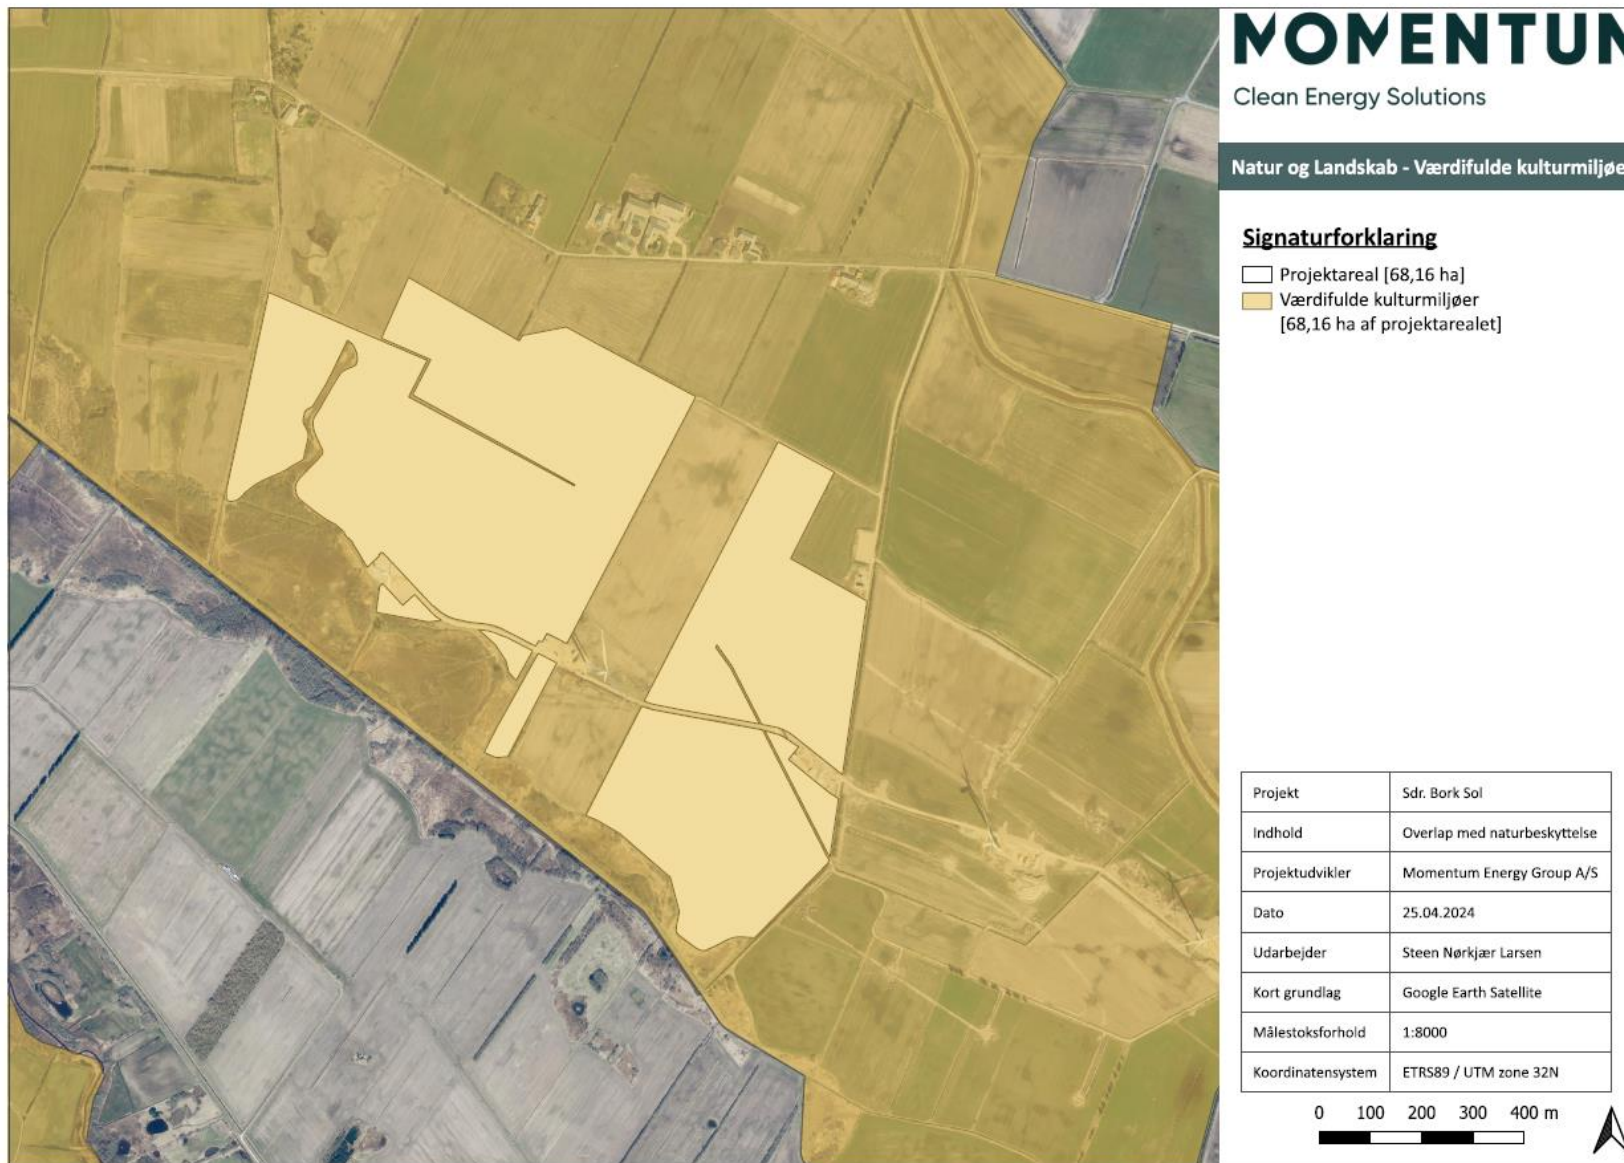 MOMENTUM
Clean Energy Solutions
Natur og Landskab - Værdifulde kulturmiljøe
Signaturforklaring
Projektareal [68,16 ha]
Værdifulde kulturmiljøer
[68,16 ha af projektarealet]
Projekt Sdr. Bork Sol
Indhold Overlap med naturbeskyttelse
Projektudvikler Momentum Energy Group A/S
Dato 25.04.2024
Udarbejder Steen Nørkjær Larsen
Kort grundlag Google Earth Satellite
Målestoksforhold 1:8000
Koordinatensystem ETRS89 / UTM zone 32N
0 100 200 300 400 m